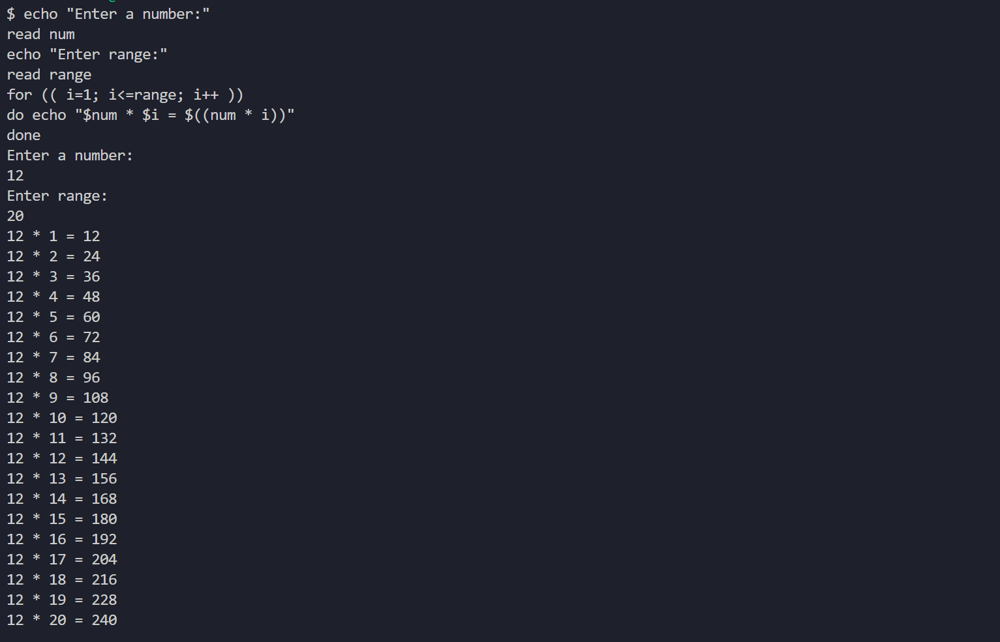 $ echo "Enter a number:"
read num
echo "Enter range:"
read range
for (( i=1; i<=range; i++ ))
do echo "$num * $i = $((num * i))"
done
Enter a number:
12
Enter range:
20
12 * 1 = 12
12 * 2 = 24
12 * 3 = 36
12 * 4 = 48
12 * 5 = 60
12 * 6 = 72
12 * 7 = 84
12 * 8 = 96
12 * 9 = 108
12 * 10 = 120
12 * 11 = 132
12 * 12 = 144
12 * 13 = 156
12 * 14 = 168
12 * 15 = 180
12 * 16 = 192
12 * 17 = 204
12 * 18 = 216
12 * 19 = 228
12 * 20 = 240